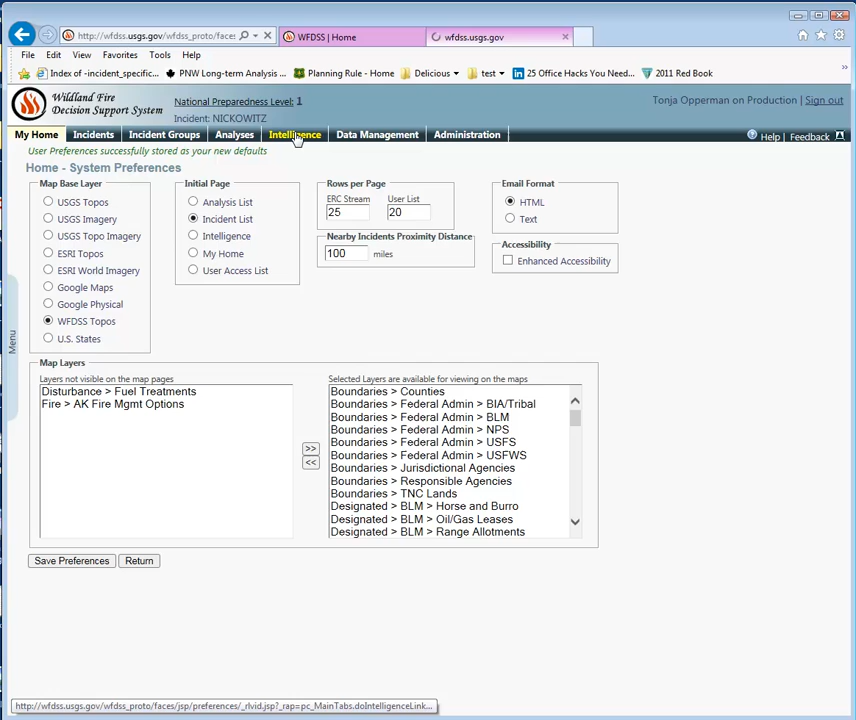 http://wfdss.usgs.gov/wfdss_proto/faces
WFDSS | Home
wfdss.usgs.gov
File Edit View Favorites Tools Help
Index of -incident_specific...
PNW Long-term Analysis ...
Planning Rule - Home
Delicious
test
25 Office Hacks You Need...
2011 Red Book
Wildland Fire
Decision Support System
National Preparedness Level: 1
Incident: NICKOWITZ
Tonja Opperman on Production | Sign out
My Home Incidents Incident Groups Analyses Intelligence Data Management Administration Help | Feedback
User Preferences successfully stored as your new defaults
Home - System Preferences
Map Base Layer
USGS Topos
USGS Imagery
USGS Topo Imagery
ESRI Topos
ESRI World Imagery
Google Maps
Google Physical
WFDSS Topos
U.S. States
Initial Page
Analysis List
Incident List
Intelligence
My Home
User Access List
Rows per Page
ERC Stream User List
25 20
Nearby Incidents Proximity Distance
100 miles
Email Format
HTML
Text
Accessibility
Enhanced Accessibility
Menu
Map Layers
Layers not visible on the map pages
Disturbance > Fuel Treatments
Fire > AK Fire Mgmt Options
>>
<<
Selected Layers are available for viewing on the maps
Boundaries > Counties
Boundaries > Federal Admin > BIA/Tribal
Boundaries > Federal Admin > BLM
Boundaries > Federal Admin > NPS
Boundaries > Federal Admin > USFS
Boundaries > Federal Admin > USFWS
Boundaries > Jurisdictional Agencies
Boundaries > Responsible Agencies
Boundaries > TNC Lands
Designated > BLM > Horse and Burro
Designated > BLM > Oil/Gas Leases
Designated > BLM > Range Allotments
Save Preferences Return
http://wfdss.usgs.gov/wfdss_proto/faces/jsp/preferences/_rlvid.jsp?_rap=pc_MainTabs.doIntelligenceLink...